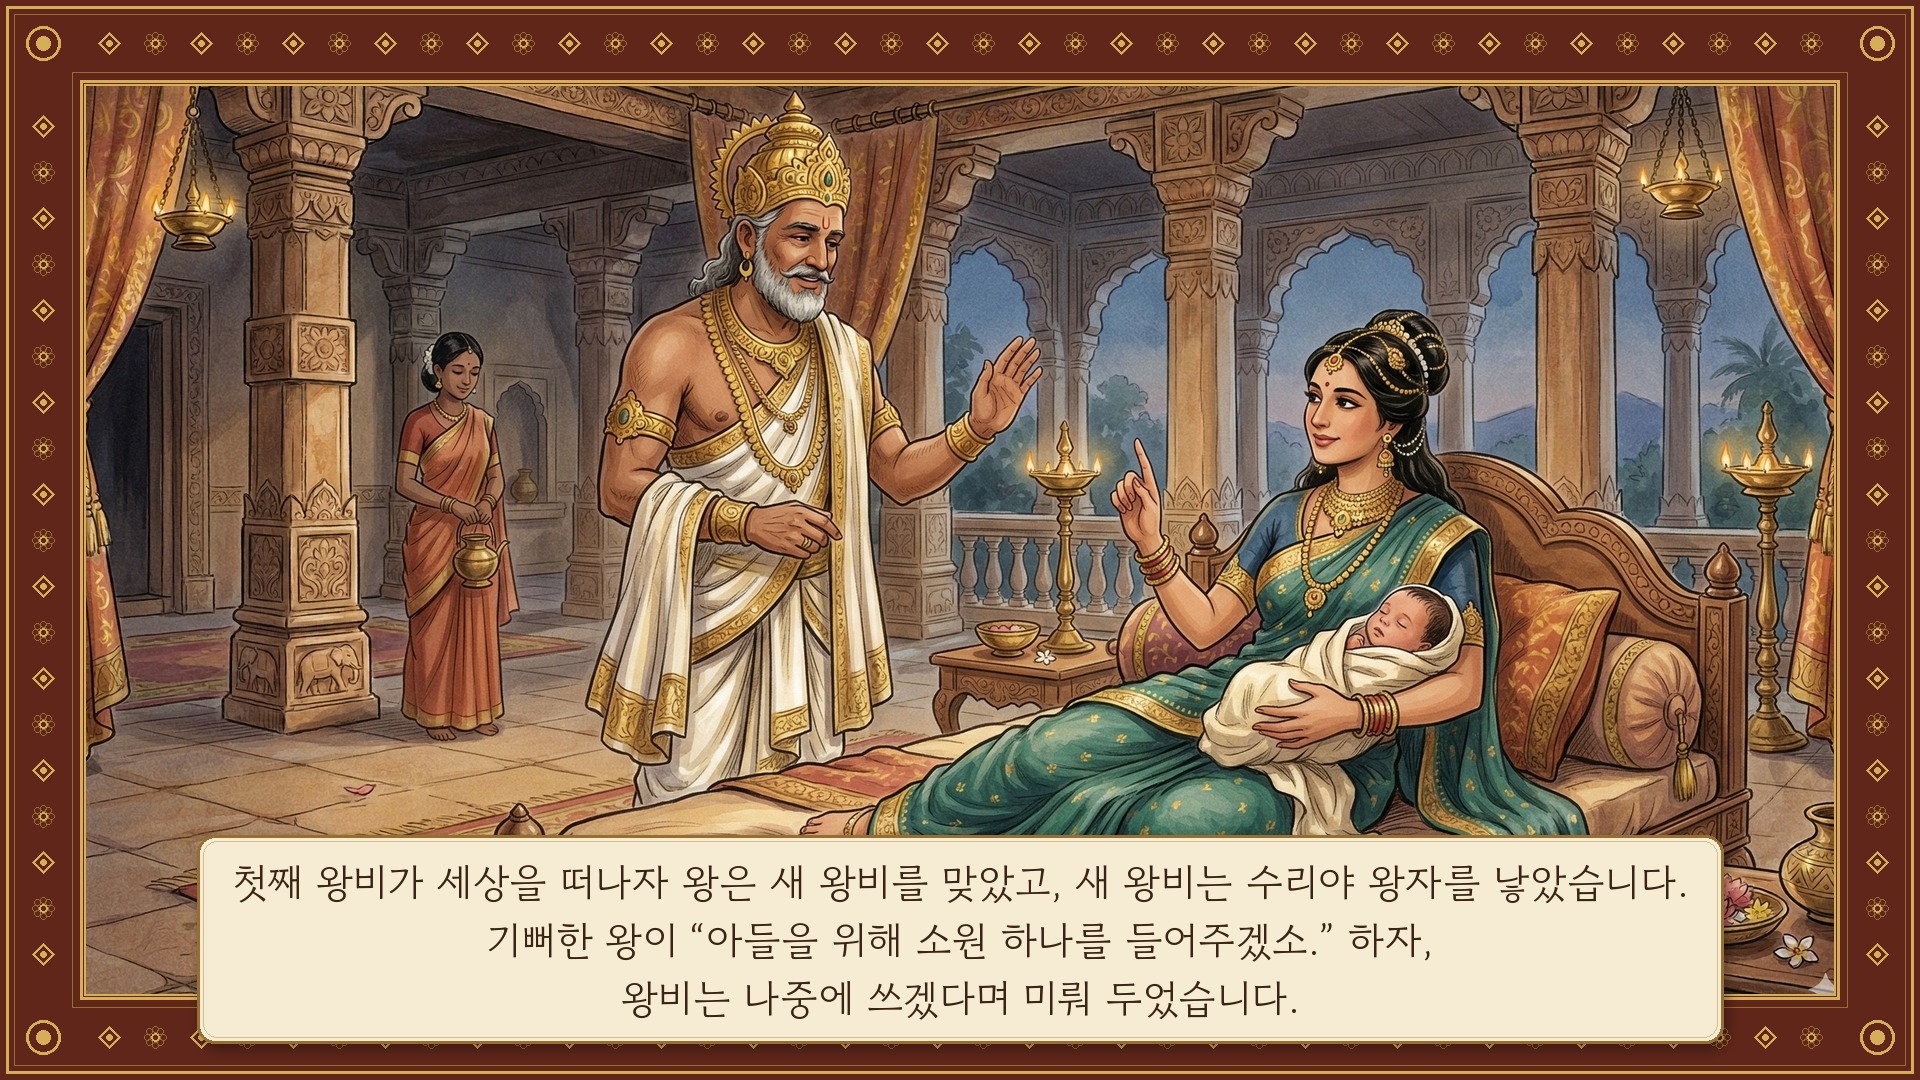 첫째 왕비가 세상을 떠나자 왕은 새 왕비를 맞았고, 새 왕비는 수리야 왕자를 낳았습니다.
기뻐한 왕이 “아들을 위해 소원 하나를 들어주겠소.” 하자,
왕비는 나중에 쓰겠다며 미뤄 두었습니다.